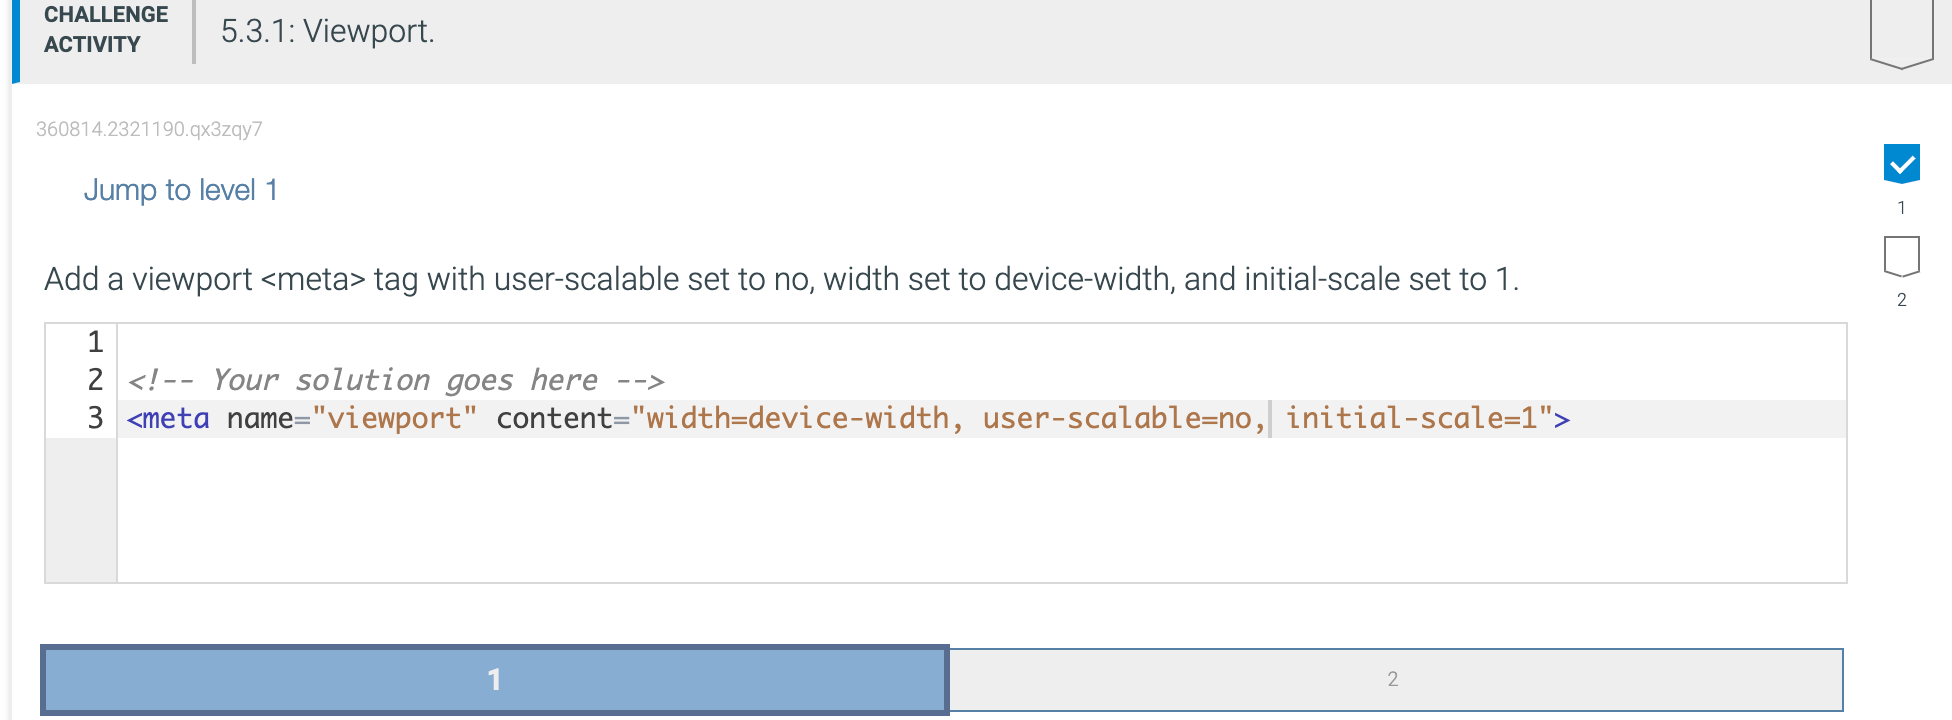 CHALLENGE
ACTIVITY
5.3.1: Viewport.
360814.2321190.qx3zqy7
Jump to level 1
1
2
Add a viewport <meta> tag with user-scalable set to no, width set to device-width, and initial-scale set to 1.
1
2 <!-- Your solution goes here -->
3 <meta name="viewport" content="width=device-width, user-scalable=no, initial-scale=1">
1 2